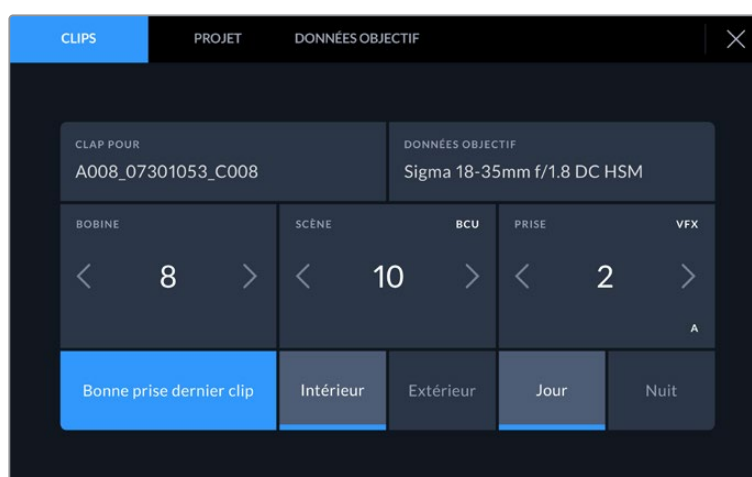 CLIPS PROJET DONNÉES OBJECTIF
CLAP POUR DONNÉES OBJECTIF
A008_07301053_C008 Sigma 18-35mm f/1.8 DC HSM
BOBINE SCÈNE BCU PRISE VFX
8 10 2
A
Bonne prise dernier clip Intérieur Extérieur Jour Nuit